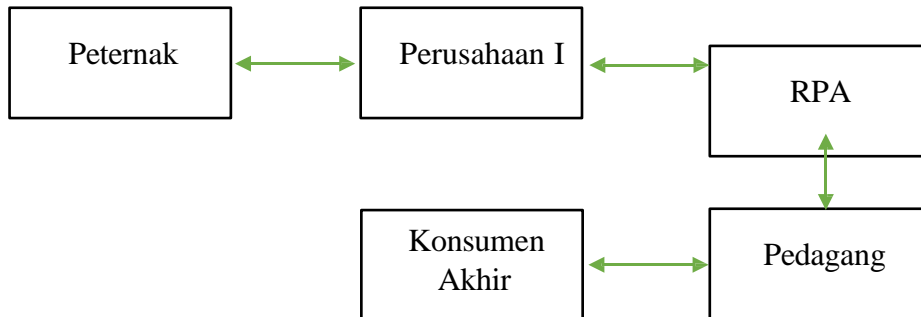 Peternak
Perusahaan I
RPA
Pedagang
Konsumen
Akhir